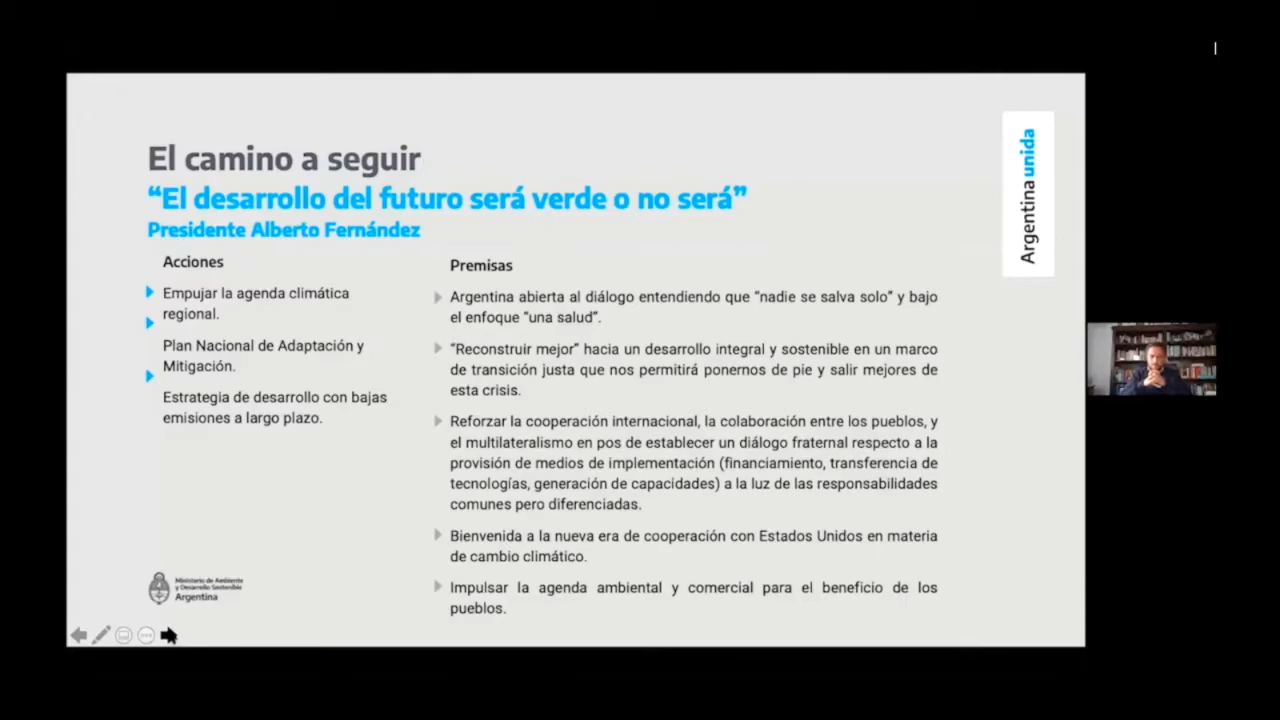 El camino a seguir
“El desarrollo del futuro será verde o no será”
Presidente Alberto Fernández
Acciones
Empujar la agenda climática
regional.
Plan Nacional de Adaptación y
Mitigación.
Estrategia de desarrollo con bajas
emisiones a largo plazo.
Premisas
Argentina abierta al diálogo entendiendo que “nadie se salva solo” y bajo
el enfoque “una salud”.
“Reconstruir mejor” hacia un desarrollo integral y sostenible en un marco
de transición justa que nos permitirá ponernos de pie y salir mejores de
esta crisis.
Reforzar la cooperación internacional, la colaboración entre los pueblos, y
el multilateralismo en pos de establecer un diálogo fraternal respecto a la
provisión de medios de implementación (financiamiento, transferencia de
tecnologías, generación de capacidades) a la luz de las responsabilidades
comunes pero diferenciadas.
Bienvenida a la nueva era de cooperación con Estados Unidos en materia
de cambio climático.
Impulsar la agenda ambiental y comercial para el beneficio de los
pueblos.
Argentina unida
Ministerio de Ambiente
y Desarrollo Sostenible
Argentina